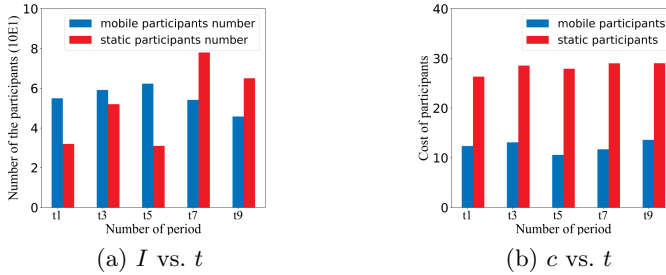 Number of the participants (10E1)
10
8
6
4
2
0
mobile participants number
static participants number
t1 t3 t5 t7 t9
Number of period
(a) I vs. t
Cost of participants
40
30
20
10
0
mobile participants
static participants
t1 t3 t5 t7 t9
Number of period
(b) c vs. t